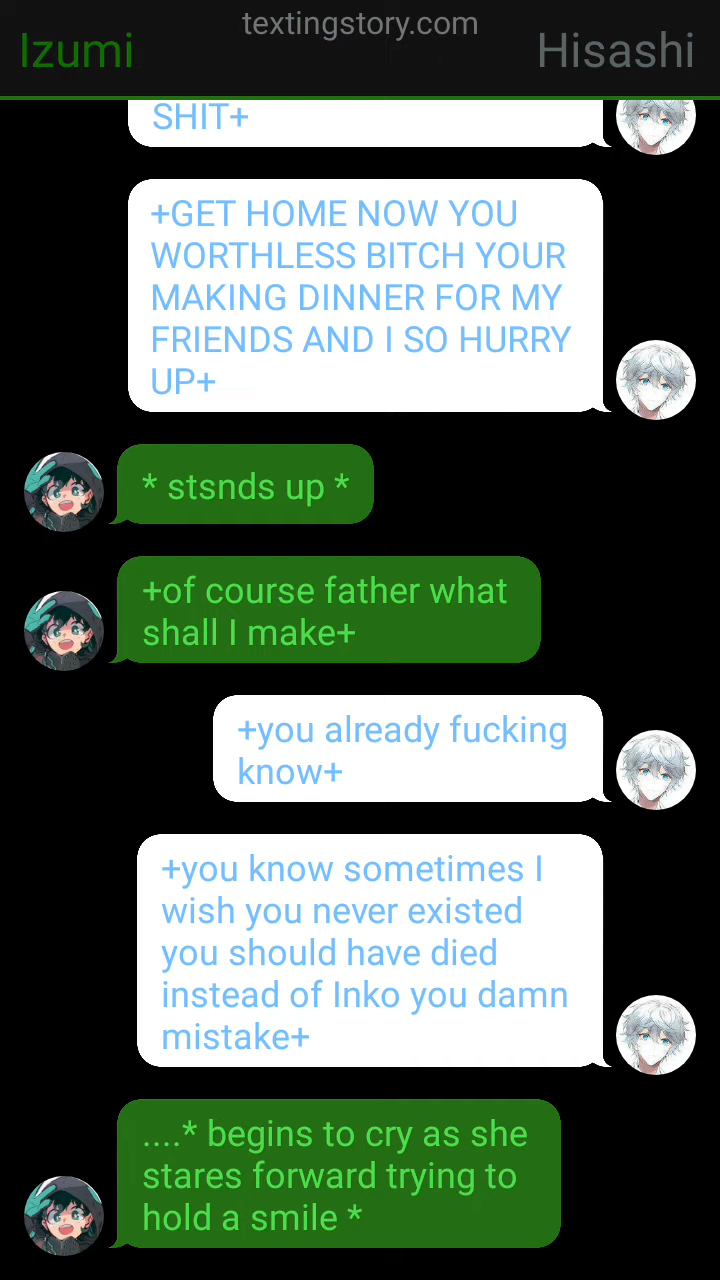 textingstory.com
Izumi
Hisashi
SHIT+
+GET HOME NOW YOU
WORTHLESS BITCH YOUR
MAKING DINNER FOR MY
FRIENDS AND I SO HURRY
UP+
* stsnds up *
+of course father what
shall I make+
+you already fucking
know+
+you know sometimes I
wish you never existed
you should have died
instead of Inko you damn
mistake+
....* begins to cry as she
stares forward trying to
hold a smile *